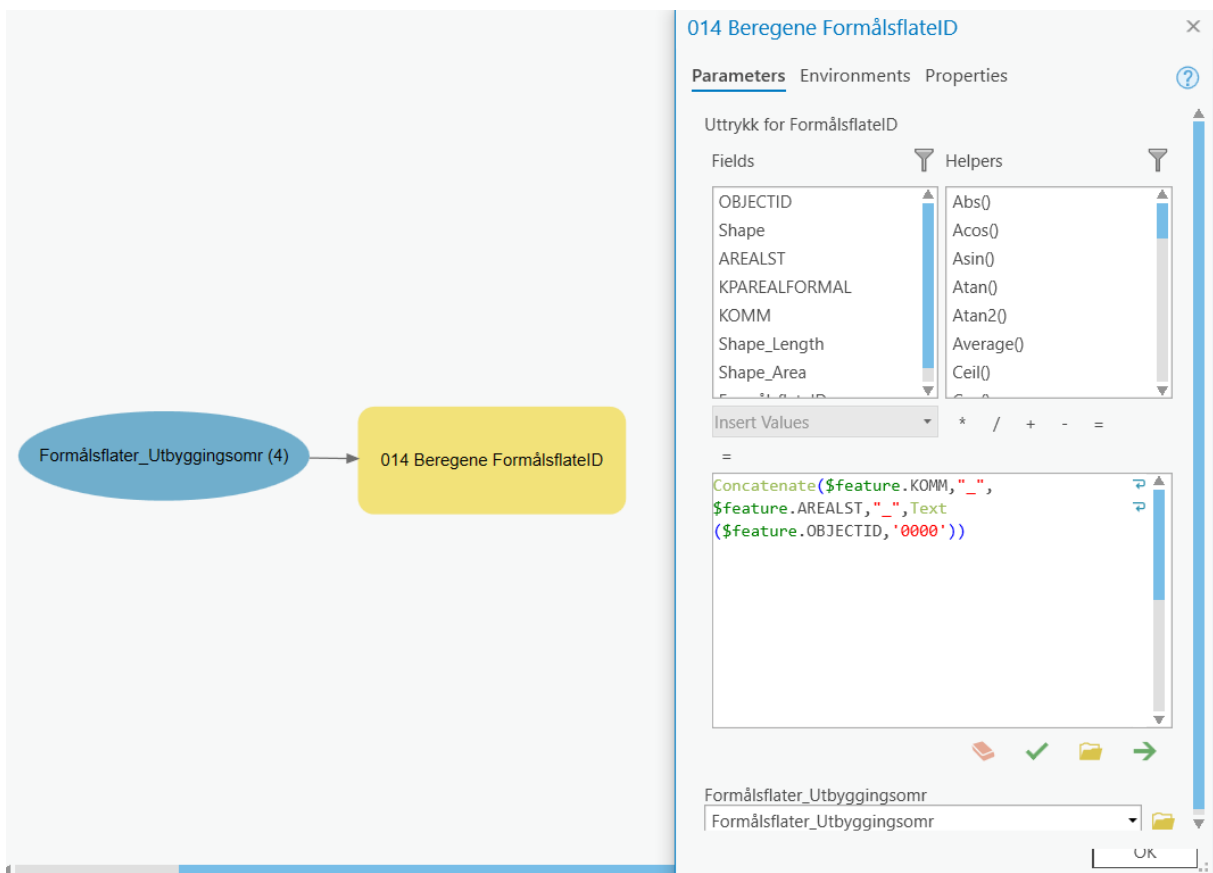 014 Beregene FormålsflateID
Parameters Environments Properties
Uttrykk for FormålsflateID
Fields Helpers
OBJECTID Abs()
Shape Acos()
AREALST Asin()
KPAREALFORMAL Atan()
KOMM Atan2()
Shape_Length Average()
Shape_Area Ceil()
Insert Values * / + - =
=
Concatenate($feature.KOMM,"_",
$feature.AREALST,"_",Text
($feature.OBJECTID,'0000'))
Formålsflater_Utbyggingsomr
Formålsflater_Utbyggingsomr
OK
Formålsflater_Utbyggingsomr (4)
014 Beregene FormålsflateID